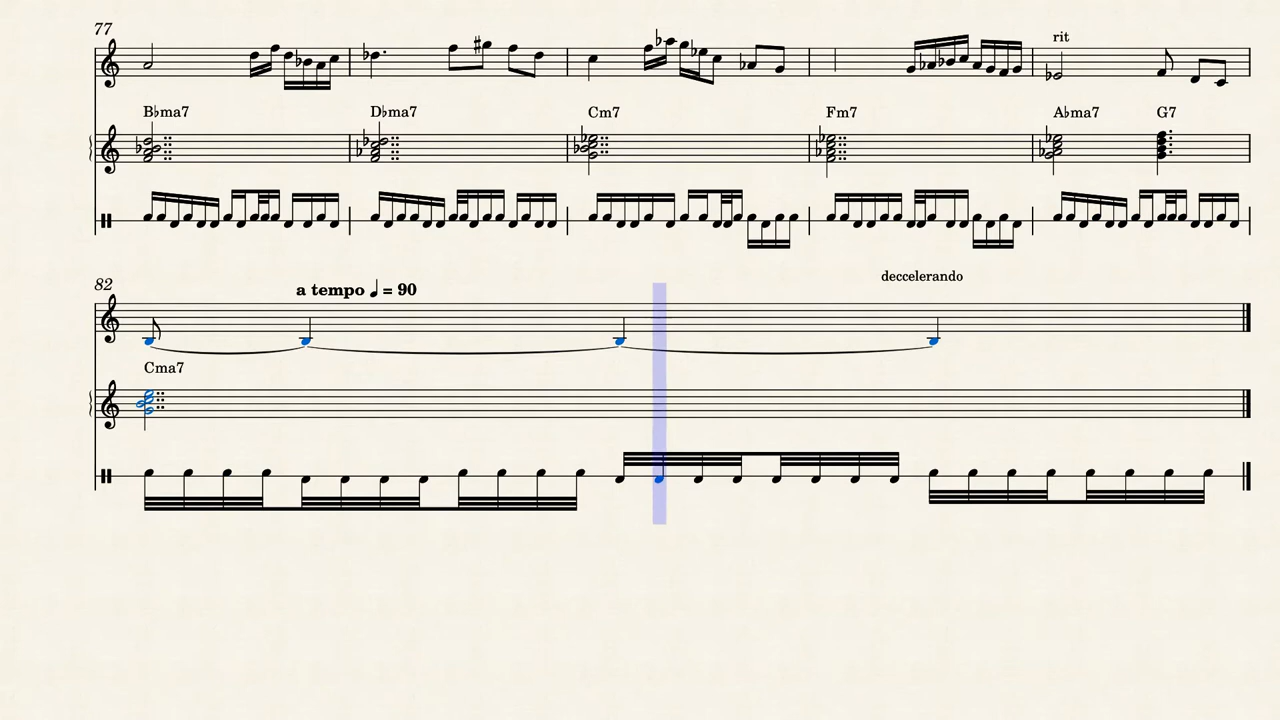 77
rit
B♭ma7 D♭ma7 Cm7 Fm7 A♭ma7 G7
82
a tempo ♩ = 90
deccelerando
Cma7